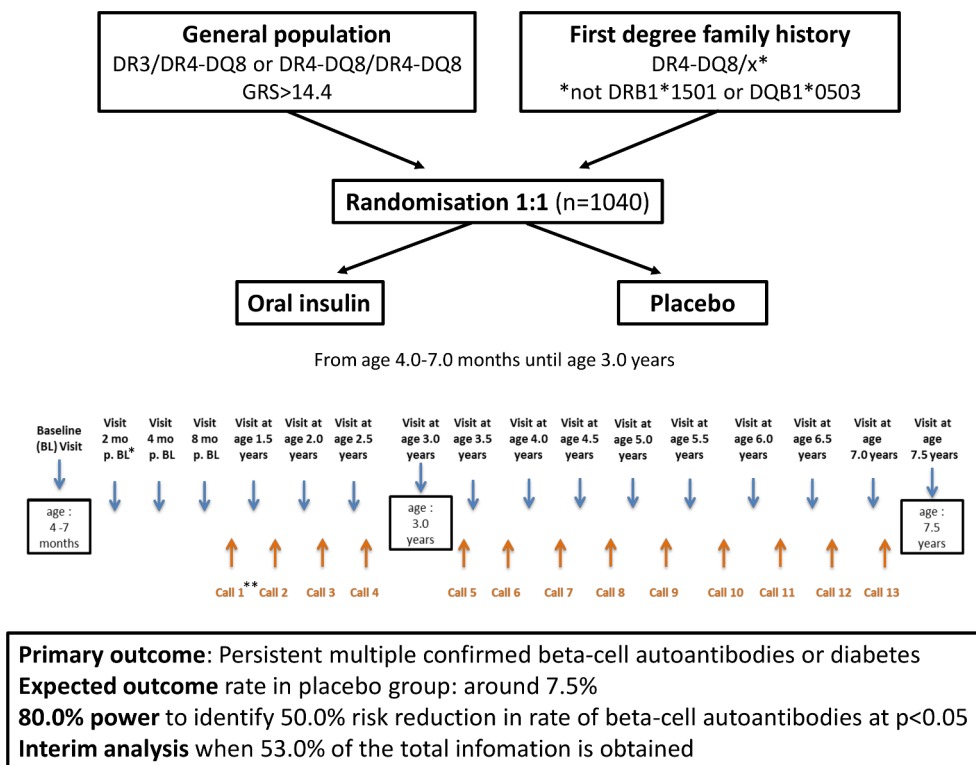 General population
DR3/DR4-DQ8 or DR4-DQ8/DR4-DQ8
GRS>14.4
First degree family history
DR4-DQ8/x*
*not DRB1*1501 or DQB1*0503
Randomisation 1:1 (n=1040)
Oral insulin
Placebo
From age 4.0-7.0 months until age 3.0 years
Baseline
(BL) Visit
Visit
2 mo
p. BL*
Visit
4 mo
p. BL
Visit
8 mo
p. BL
Visit at
age 1.5
years
Visit at
age 2.0
years
Visit at
age 2.5
years
Visit at
age 3.0
years
Visit at
age 3.5
years
Visit at
age 4.0
years
Visit at
age 4.5
years
Visit at
age 5.0
years
Visit at
age 5.5
years
Visit at
age 6.0
years
Visit at
age 6.5
years
Visit at
age
7.0 years
Visit at
age
7.5 years
age :
4 -7
months
age :
3.0
years
age :
7.5
years
Call 1**
Call 2
Call 3
Call 4
Call 5
Call 6
Call 7
Call 8
Call 9
Call 10
Call 11
Call 12
Call 13
Primary outcome: Persistent multiple confirmed beta-cell autoantibodies or diabetes
Expected outcome rate in placebo group: around 7.5%
80.0% power to identify 50.0% risk reduction in rate of beta-cell autoantibodies at p<0.05
Interim analysis when 53.0% of the total infomation is obtained